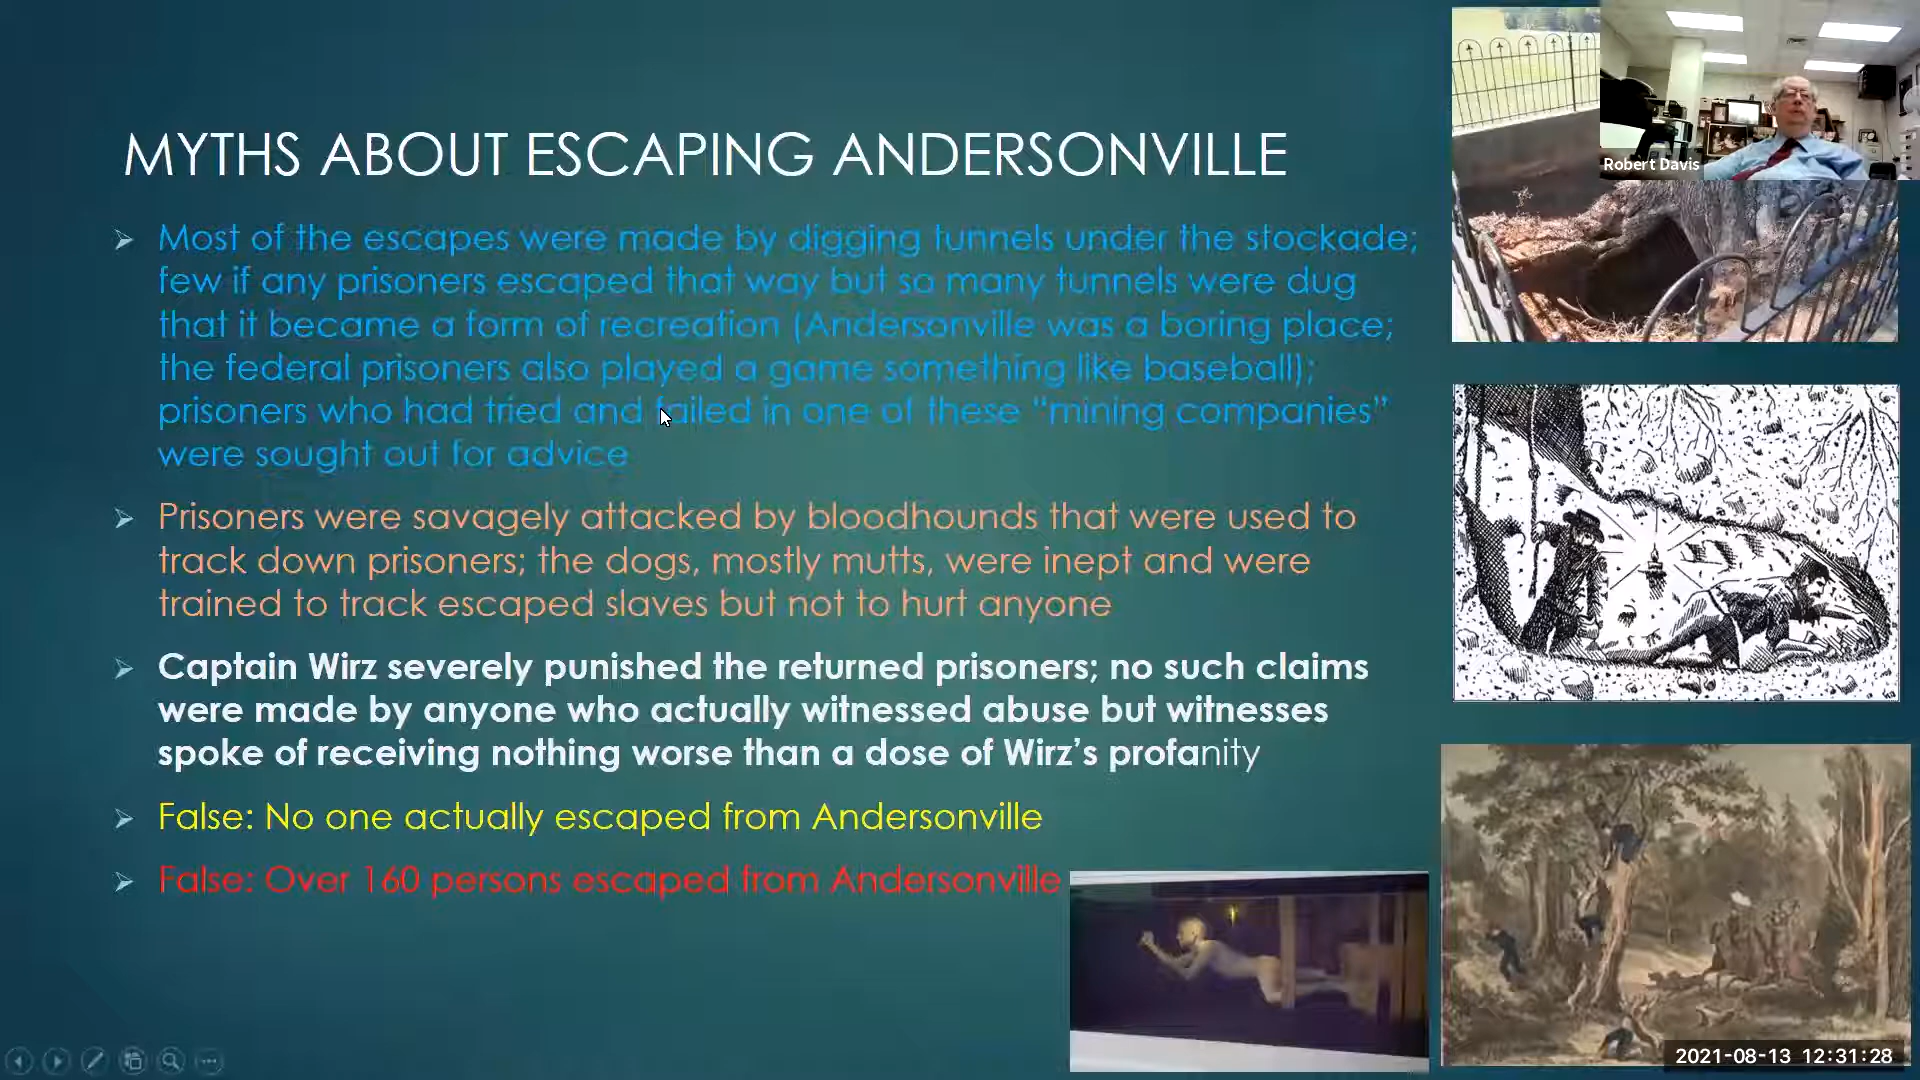 MYTHS ABOUT ESCAPING ANDERSONVILLE
Most of the escapes were made by digging tunnels under the stockade;
few if any prisoners escaped that way but so many tunnels were dug
that it became a form of recreation (Andersonville was a boring place;
the federal prisoners also played a game something like baseball);
prisoners who had tried and failed in one of these “mining companies”
were sought out for advice
Prisoners were savagely attacked by bloodhounds that were used to
track down prisoners; the dogs, mostly mutts, were inept and were
trained to track escaped slaves but not to hurt anyone
Captain Wirz severely punished the returned prisoners; no such claims
were made by anyone who actually witnessed abuse but witnesses
spoke of receiving nothing worse than a dose of Wirz’s profanity
False: No one actually escaped from Andersonville
False: Over 160 persons escaped from Andersonville
Robert Davis
2021-08-13 12:31:28